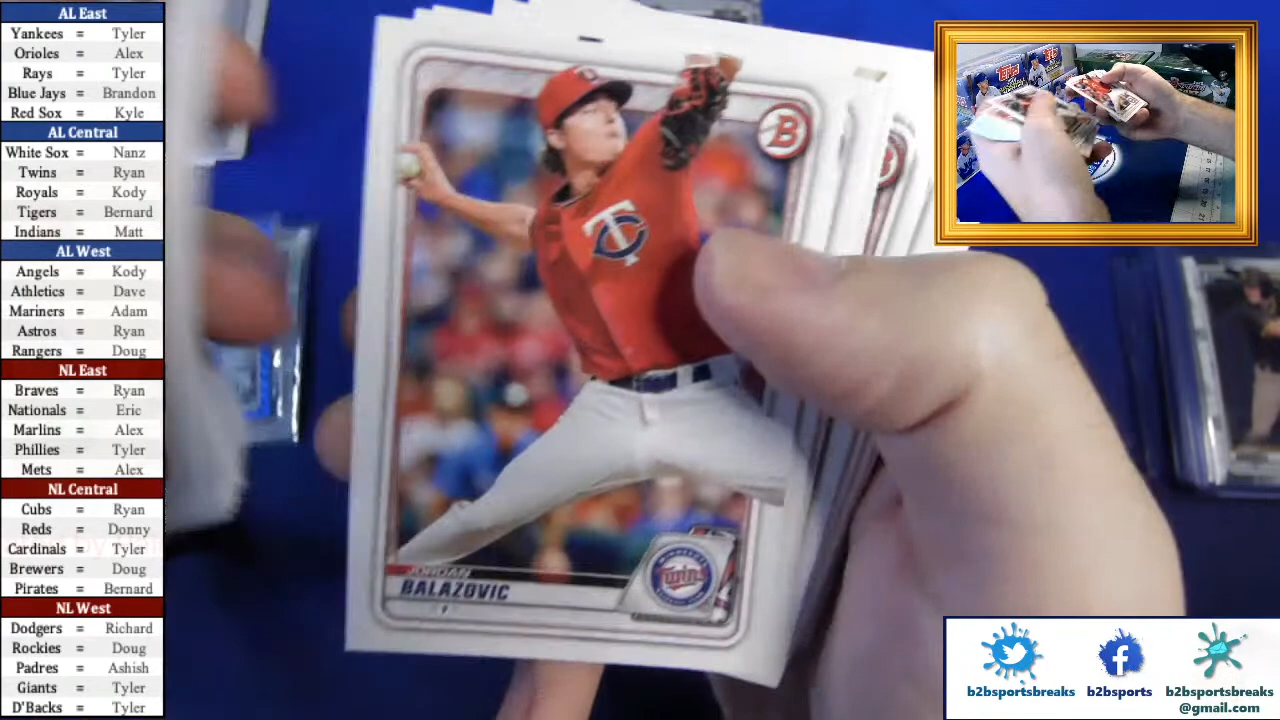 AL East
Yankees = Tyler
Orioles = Alex
Rays = Tyler
Blue Jays = Brandon
Red Sox = Kyle
AL Central
White Sox = Nanz
Twins = Ryan
Royals = Kody
Tigers = Bernard
Indians = Matt
AL West
Angels = Kody
Athletics = Dave
Mariners = Adam
Astros = Ryan
Rangers = Doug
NL East
Braves = Ryan
Nationals = Eric
Marlins = Alex
Phillies = Tyler
Mets = Alex
NL Central
Cubs = Ryan
Reds = Donny
Cardinals = Tyler
Brewers = Doug
Pirates = Bernard
NL West
Dodgers = Richard
Rockies = Doug
Padres = Ashish
Giants = Tyler
D'Backs = Tyler
B
TC
JORDAN
BALAZOVIC
P
Twins
B
b2bsportsbreaks
b2bsports
b2bsportsbreaks
@gmail.com